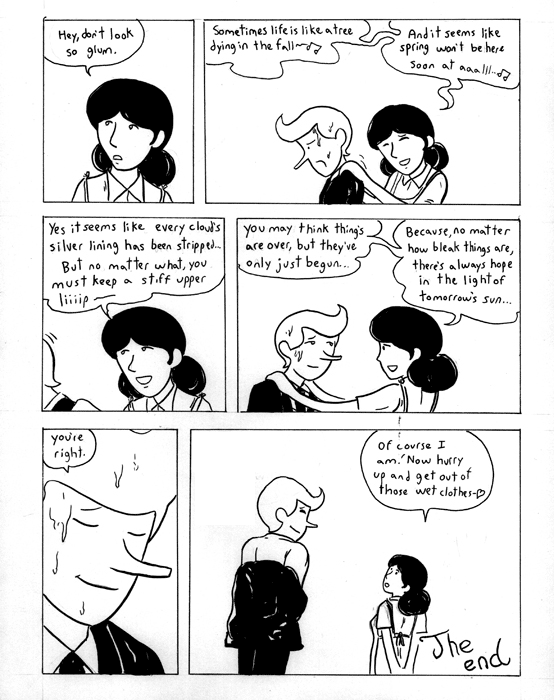 Hey, don't look
so glum.
Sometimes life is like a tree
dying in the fall~♫
And it seems like
spring won't be here
soon at aaalll~♫
Yes it seems like every cloud's
silver lining has been stripped...
But no matter what, you
must keep a stiff upper
liiiip —
you may think thing's
are over, but they've
only just begun...
Because, no matter
how bleak things are,
there's always hope
in the light of
tomorrow's sun...
you're
right.
Of course I
am! Now hurry
up and get out of
those wet clothes~♡
The
end